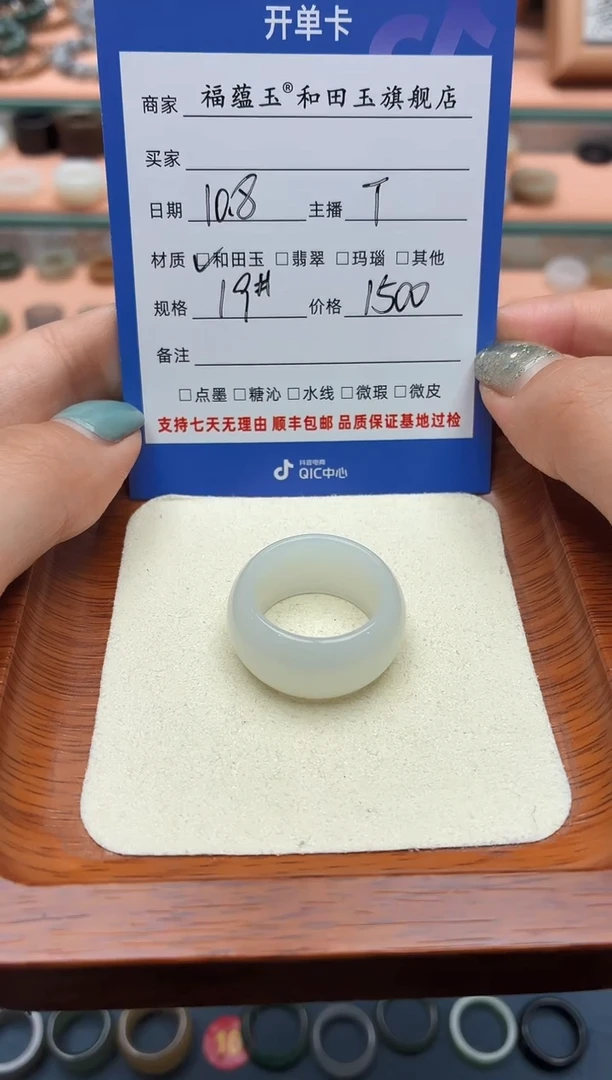 开单卡
商家 福蕴玉®和田玉旗舰店
买家
日期 10.8 主播 T
材质 ☑和田玉 □翡翠 □玛瑙 □其他
规格 19# 价格 1500
备注
□点墨 □糖沁 □水线 □微瑕 □微皮
支持七天无理由 顺丰包邮 品质保证基地过检
抖音电商
QIC中心